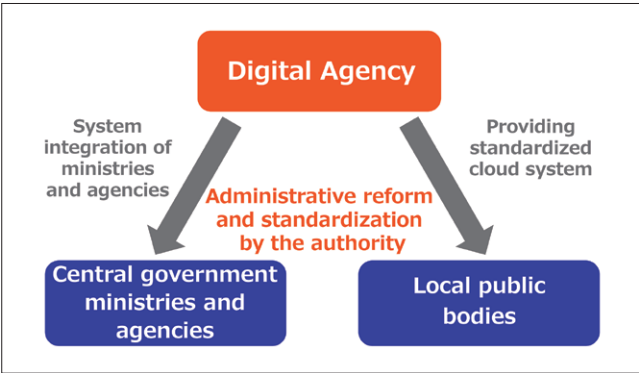 Digital Agency
System
integration of
ministries
and agencies
Providing
standardized
cloud system
Administrative reform
and standardization
by the authority
Central government
ministries and
agencies
Local public
bodies